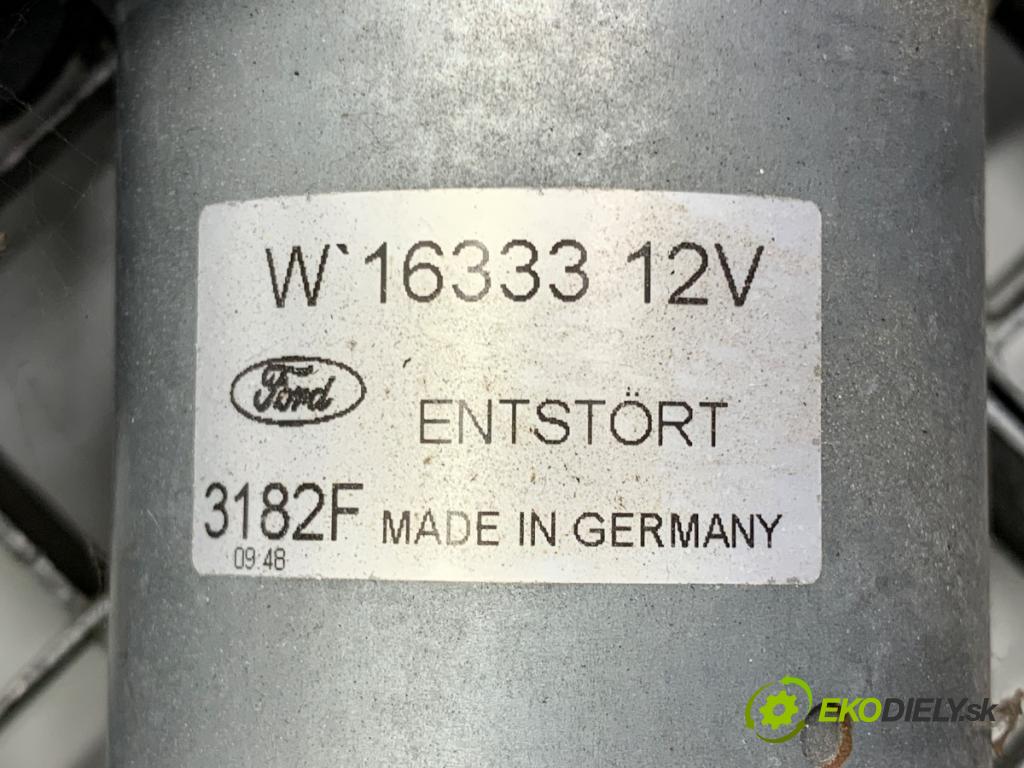 W`16333 12V
Ford
ENTSTÖRT
3182F MADE IN GERMANY
09:48
EKODIELY.sk